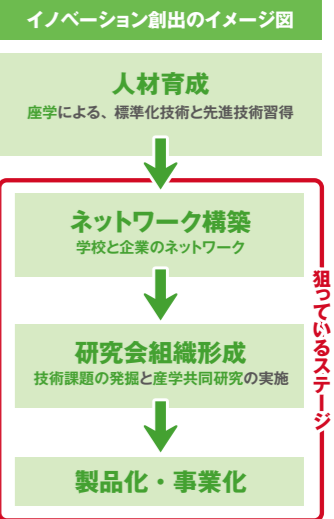 イノベーション創出のイメージ図
人材育成
座学による、標準化技術と先進技術習得
ネットワーク構築
学校と企業のネットワーク
研究会組織形成
技術課題の発掘と産学共同研究の実施
製品化・事業化
狙っているステージ